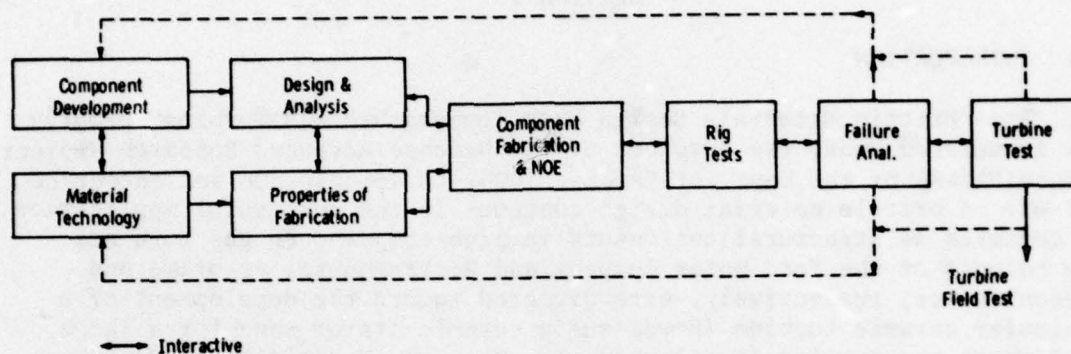 Component
Development
Design &
Analysis
Component
Fabrication
& NOE
Rig
Tests
Failure
Anal.
Turbine
Test
Material
Technology
Properties of
Fabrication
Turbine
Field Test
Interactive